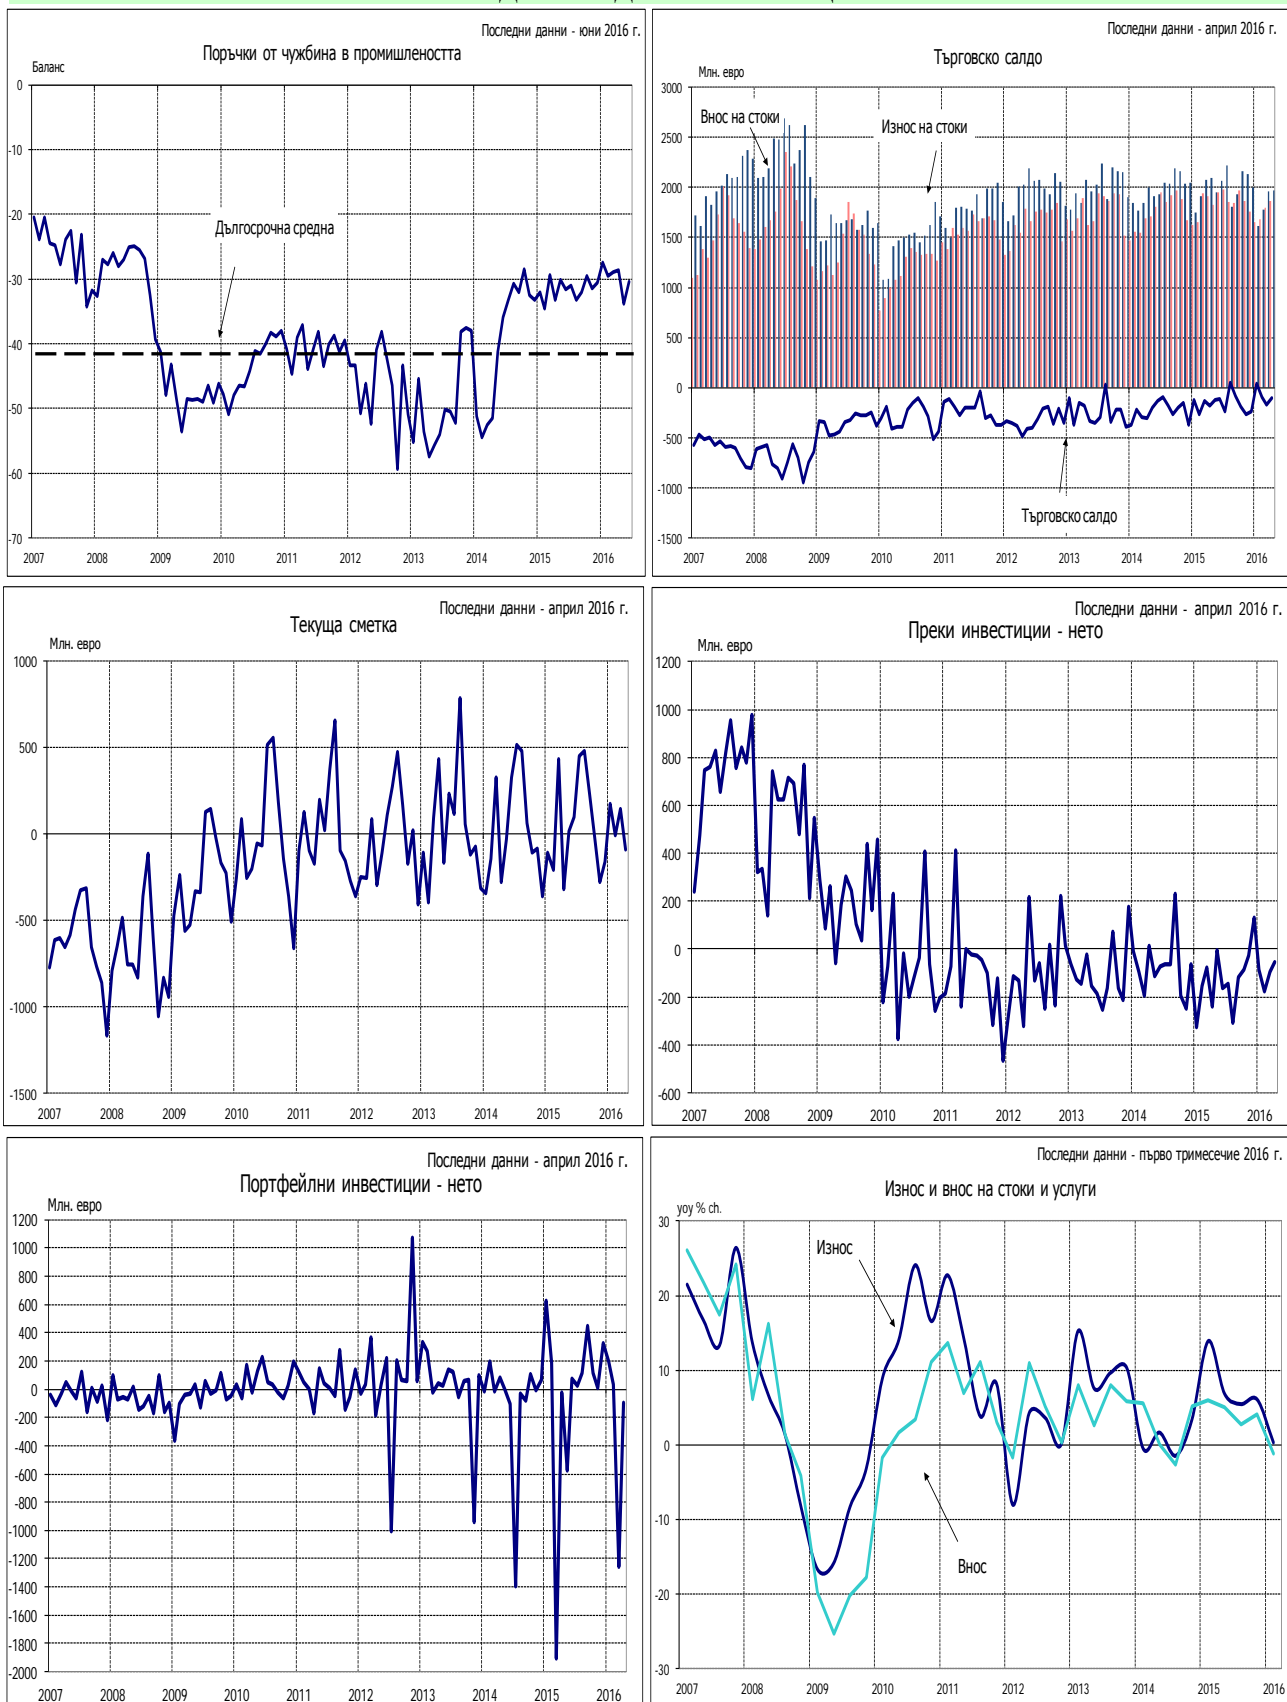 Последни данни - юни 2016 г.
Поръчки от чужбина в промишлеността
Баланс
0
-10
-20
-30
-40
-50
-60
-70
Дългосрочна средна
2007 2008 2009 2010 2011 2012 2013 2014 2015 2016
Последни данни - април 2016 г.
Търговско салдо
Млн. евро
3000
2500
2000
1500
1000
500
0
-500
-1000
-1500
Внос на стоки
Износ на стоки
Търговско салдо
2007 2008 2009 2010 2011 2012 2013 2014 2015 2016
Последни данни - април 2016 г.
Текуща сметка
Млн. евро
1000
500
0
-500
-1000
-1500
2007 2008 2009 2010 2011 2012 2013 2014 2015 2016
Последни данни - април 2016 г.
Преки инвестиции - нето
Млн. евро
1200
1000
800
600
400
200
0
-200
-400
-600
2007 2008 2009 2010 2011 2012 2013 2014 2015 2016
Последни данни - април 2016 г.
Портфейлни инвестиции - нето
Млн. евро
1200
1000
800
600
400
200
0
-200
-400
-600
-800
-1000
-1200
-1400
-1600
-1800
-2000
2007 2008 2009 2010 2011 2012 2013 2014 2015 2016
Последни данни - първо тримесечие 2016 г.
Износ и внос на стоки и услуги
yoy % ch.
30
20
10
0
-10
-20
-30
Износ
Внос
2007 2008 2009 2010 2011 2012 2013 2014 2015 2016